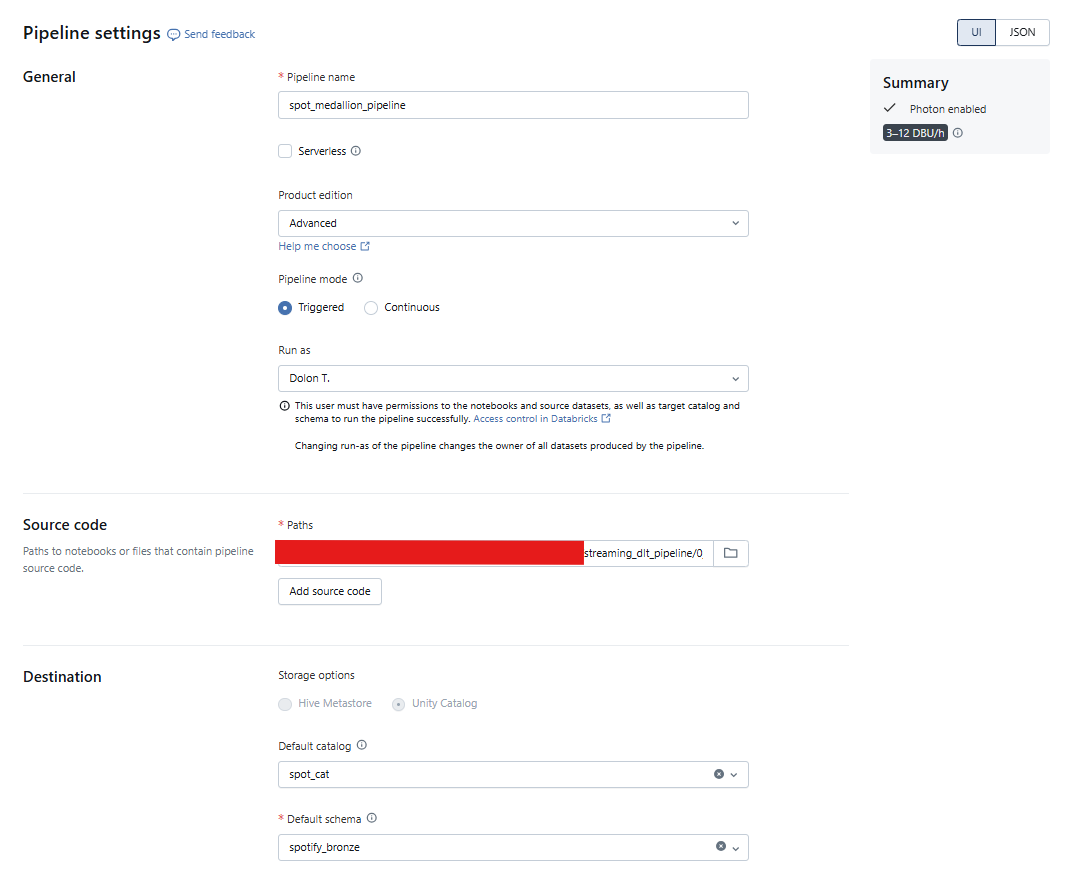 Pipeline settings Send feedback
UI JSON
General
* Pipeline name
spot_medallion_pipeline
Serverless
Product edition
Advanced
Help me choose
Pipeline mode
Triggered Continuous
Run as
Dolon T.
This user must have permissions to the notebooks and source datasets, as well as target catalog and
schema to run the pipeline successfully. Access control in Databricks
Changing run-as of the pipeline changes the owner of all datasets produced by the pipeline.
Summary
Photon enabled
3–12 DBU/h
Source code
Paths to notebooks or files that contain pipeline
source code.
* Paths
streaming_dlt_pipeline/0
Add source code
Destination
Storage options
Hive Metastore Unity Catalog
Default catalog
spot_cat
* Default schema
spotify_bronze